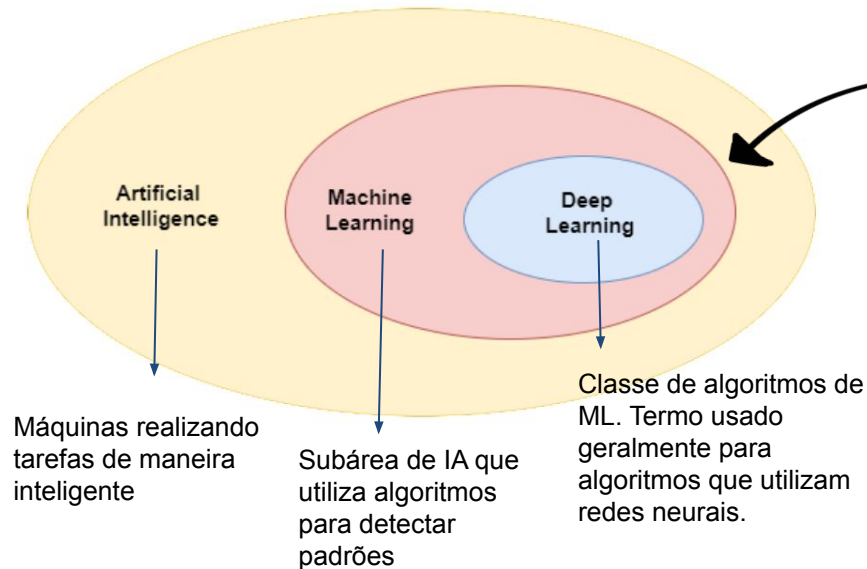 Artificial
Intelligence
Machine
Learning
Deep
Learning
Máquinas realizando
tarefas de maneira
inteligente
Subárea de IA que
utiliza algoritmos
para detectar
padrões
Classe de algoritmos de
ML. Termo usado
geralmente para
algoritmos que utilizam
redes neurais.